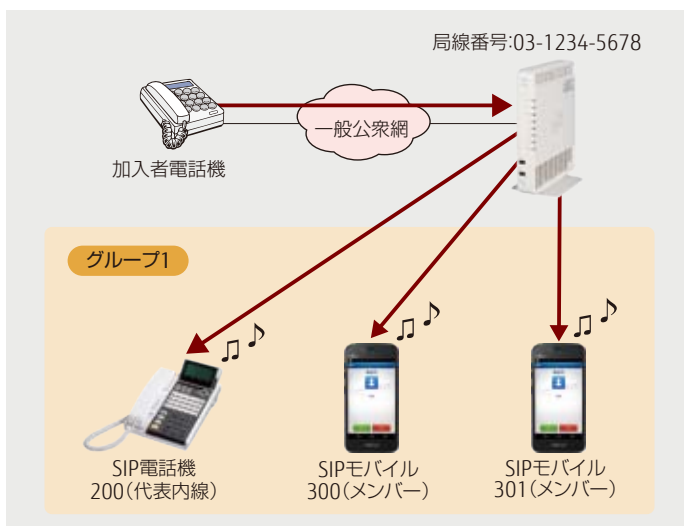 局線番号:03-1234-5678
一般公衆網
加入者電話機
グループ1
SIP電話機
200(代表内線)
SIPモバイル
300(メンバー)
SIPモバイル
301(メンバー)